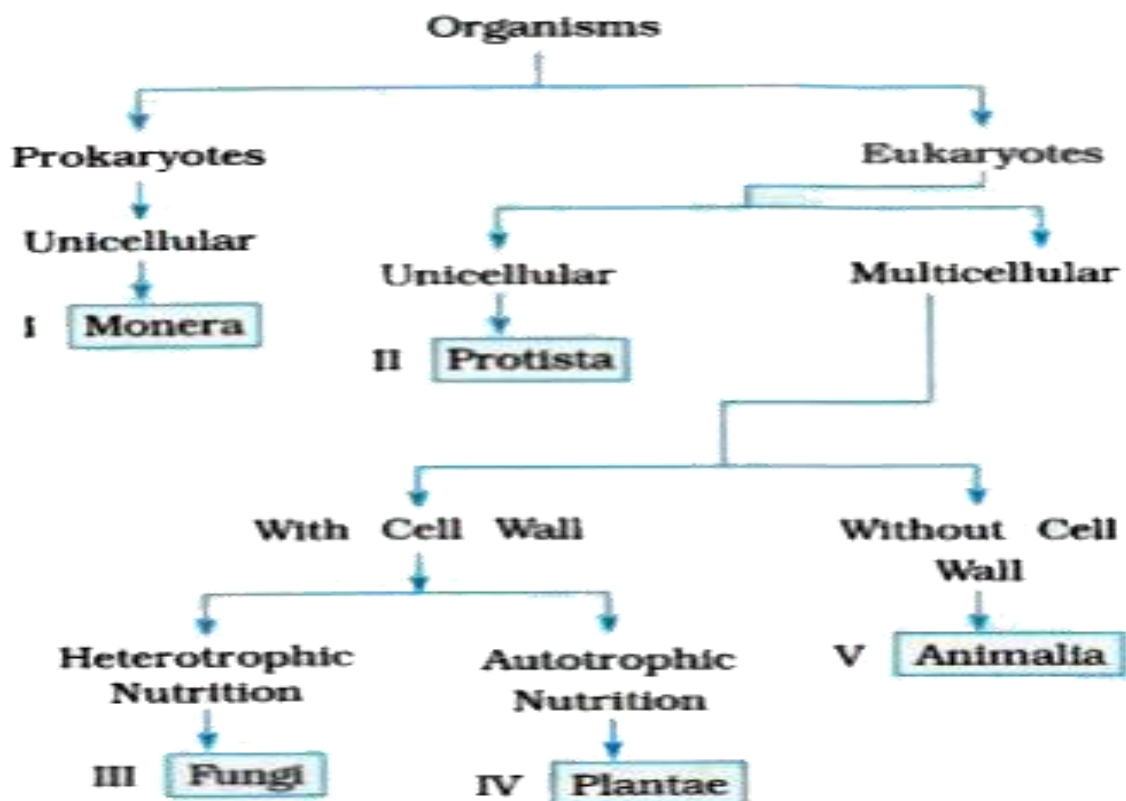 Organisms
Prokaryotes
Eukaryotes
Unicellular
Unicellular
Multicellular
I Monera
II Protista
With Cell Wall
Without Cell
Wall
Heterotrophic
Nutrition
Autotrophic
Nutrition
V Animalia
III Fungi
IV Plantae